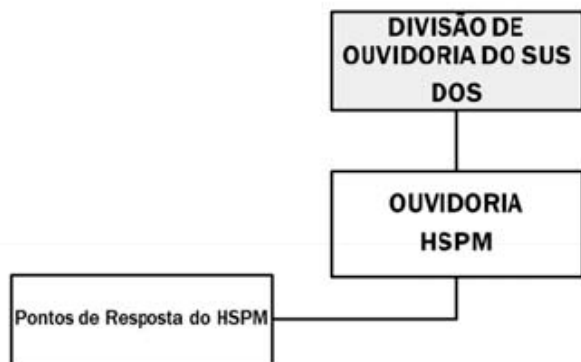 DIVISÃO DE
OUVIDORIA DO SUS
DOS
OUVIDORIA
HSPM
Pontos de Resposta do HSPM